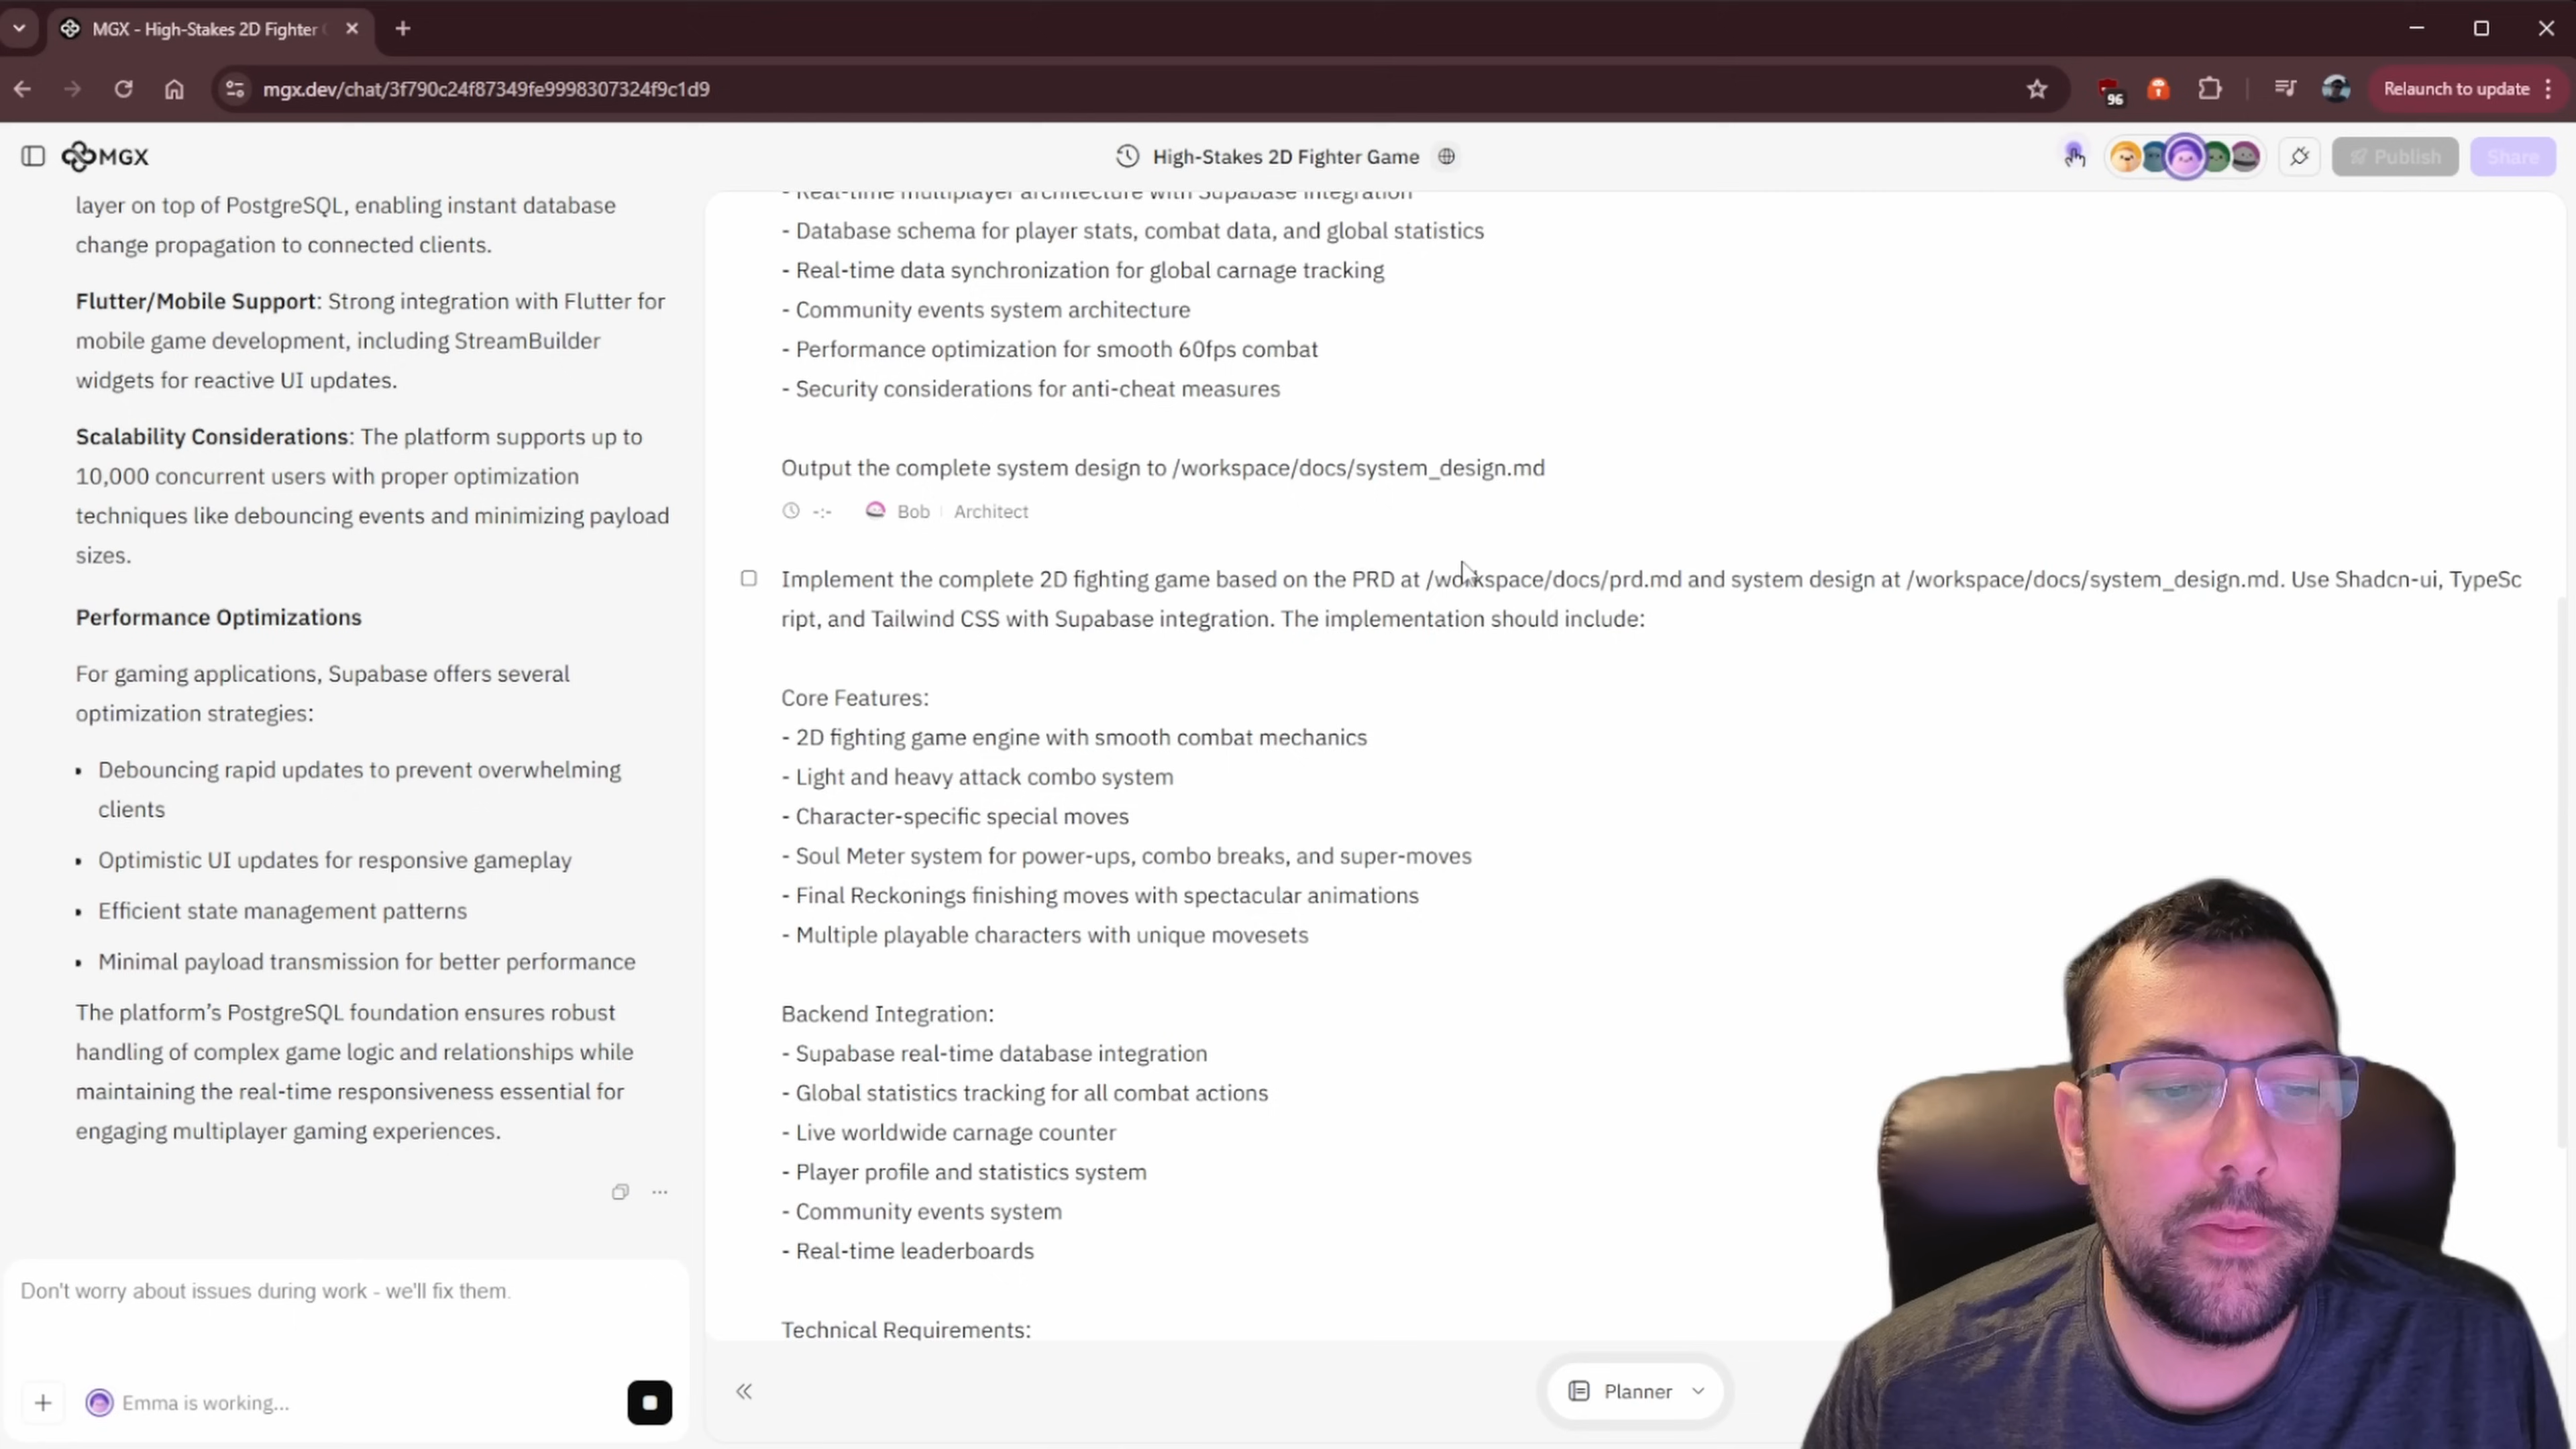 MGX - High-Stakes 2D Fighter
mgx.dev/chat/3f790c24f87349fe9998307324f9c1d9
96
Relaunch to update
MGX
High-Stakes 2D Fighter Game
Publish
Share
layer on top of PostgreSQL, enabling instant database
change propagation to connected clients.
Flutter/Mobile Support: Strong integration with Flutter for
mobile game development, including StreamBuilder
widgets for reactive UI updates.
Scalability Considerations: The platform supports up to
10,000 concurrent users with proper optimization
techniques like debouncing events and minimizing payload
sizes.
Performance Optimizations
For gaming applications, Supabase offers several
optimization strategies:
▪ Debouncing rapid updates to prevent overwhelming
clients
▪ Optimistic UI updates for responsive gameplay
▪ Efficient state management patterns
▪ Minimal payload transmission for better performance
The platform’s PostgreSQL foundation ensures robust
handling of complex game logic and relationships while
maintaining the real-time responsiveness essential for
engaging multiplayer gaming experiences.
Don't worry about issues during work - we'll fix them.
Emma is working...
- Real-time multiplayer architecture with Supabase integration
- Database schema for player stats, combat data, and global statistics
- Real-time data synchronization for global carnage tracking
- Community events system architecture
- Performance optimization for smooth 60fps combat
- Security considerations for anti-cheat measures
Output the complete system design to /workspace/docs/system_design.md
-:- Bob Architect
Implement the complete 2D fighting game based on the PRD at /workspace/docs/prd.md and system design at /workspace/docs/system_design.md. Use Shadcn-ui, TypeSc
ript, and Tailwind CSS with Supabase integration. The implementation should include:
Core Features:
- 2D fighting game engine with smooth combat mechanics
- Light and heavy attack combo system
- Character-specific special moves
- Soul Meter system for power-ups, combo breaks, and super-moves
- Final Reckonings finishing moves with spectacular animations
- Multiple playable characters with unique movesets
Backend Integration:
- Supabase real-time database integration
- Global statistics tracking for all combat actions
- Live worldwide carnage counter
- Player profile and statistics system
- Community events system
- Real-time leaderboards
Technical Requirements:
Planner